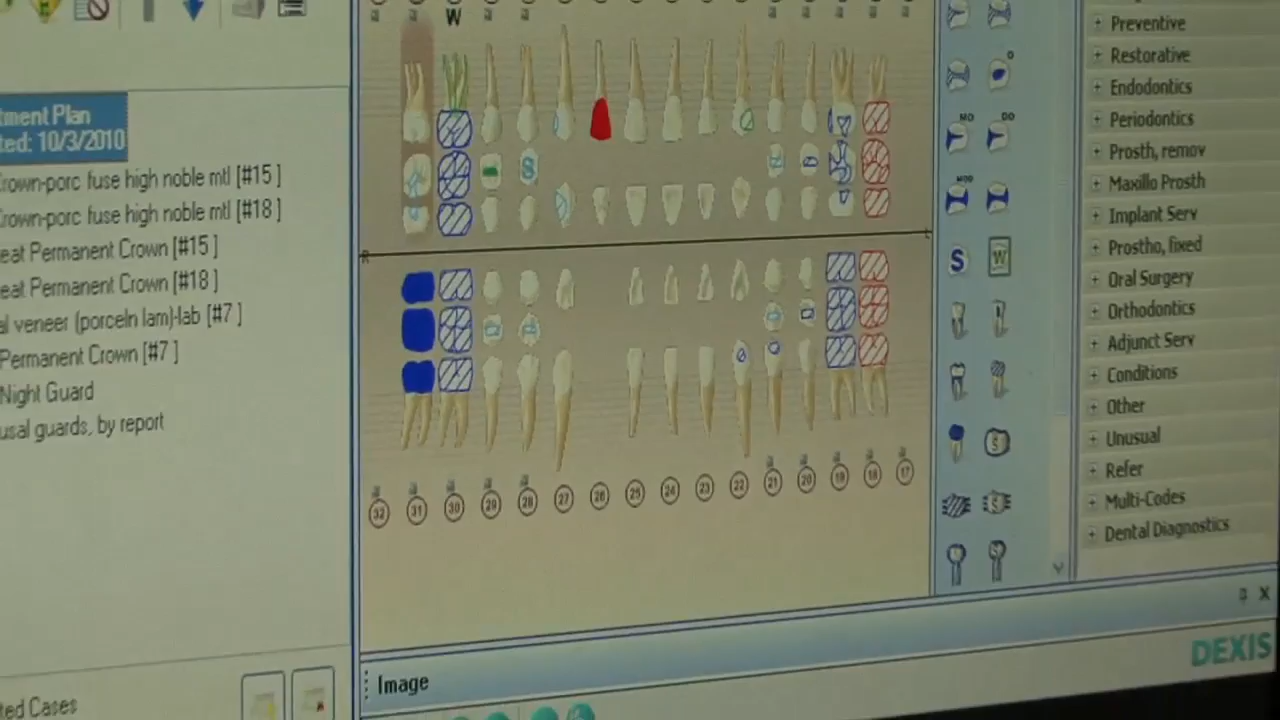 tment Plan
ted: 10/3/2010
Crown-porc fuse high noble mtl [#15 ]
Crown-porc fuse high noble mtl [#18 ]
eat Permanent Crown [#15 ]
eat Permanent Crown [#18 ]
al veneer (porceln lam)-lab [#7 ]
Permanent Crown [#7 ]
Night Guard
usal guards, by report
ted Cases
W
S
R
L
32 31 30 29 28 27 26 25 24 23 22 21 20 19 18 17
O
MO DO
MOD
S W
S
S
Preventive
Restorative
Endodontics
Periodontics
Prosth, remov
Maxillo Prosth
Implant Serv
Prostho, fixed
Oral Surgery
Orthodontics
Adjunct Serv
Conditions
Other
Unusual
Refer
Multi-Codes
Dental Diagnostics
X
DEXIS
Image